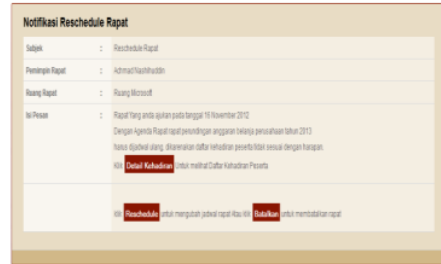 Notifikasi Reschedule Rapat
Subjek : Reschedule Rapat
Pemimpin Rapat : Achmad Nashihuddin
Ruang Rapat : Ruang Microsoft
Isi Pesan : Rapat Yang anda ajukan pada tanggal 16 November 2012
Dengan Agenda Rapat rapat perundingan anggaran belanja perusahaan tahun 2013
harus dijadwal ulang, dikarenakan daftar kehadiran peserta tidak sesuai dengan harapan.
Klik Detail Kehadiran Untuk melihat Daftar Kehadiran Peserta
Klik Reschedule untuk mengubah jadwal rapat Atau Klik Batalkan untuk membatalkan rapat